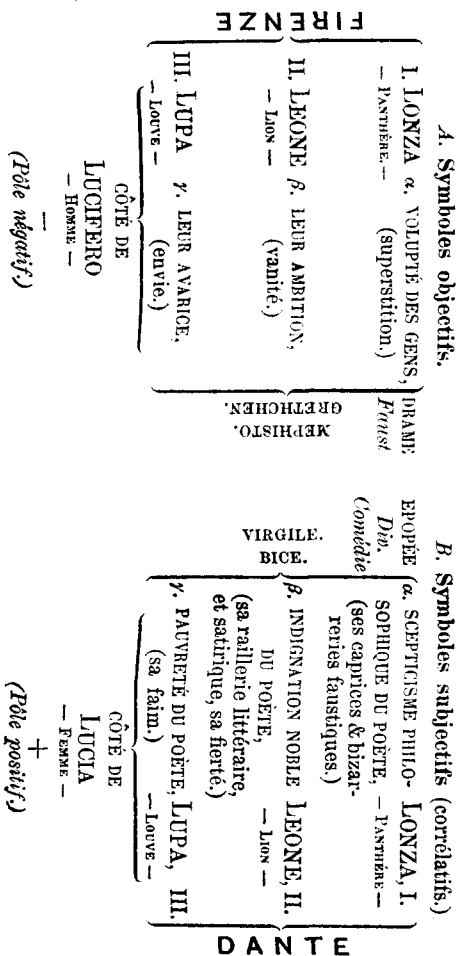 A. Symboles objectifs.
FIRENZE
I. LONZA α. VOLUPTÉ DES GENS,
— PANTHÈRE. —
(superstition.)
II. LEONE β. LEUR AMBITION,
— LION —
(vanité.)
III. LUPA γ. LEUR AVARICE,
— LOUVE —
(envie.)
CÔTÉ DE
LUCIFERO
— HOMME —
—
(Pôle négatif.)
DRAME
Faust
MEPHISTO.
GRETHCHEN.
B. Symboles subjectifs (corrélatifs.)
EPOPÉE
Div.
Comédie
VIRGILE.
BICE.
α. SCEPTICISME PHILO-
SOPHIQUE DU POÈTE,
(ses caprices & bizar-
reries faustiques.)
LONZA, I.
— PANTHÈRE —
β. INDIGNATION NOBLE
DU POÈTE,
(sa raillerie littéraire,
et satirique, sa fierté.)
LEONE, II.
— LION —
γ. PAUVRETÉ DU POÈTE,
(sa faim.)
LUPA, III.
— LOUVE —
CÔTÉ DE
LUCIA
— FEMME —
+
(Pôle positif.)
DANTE